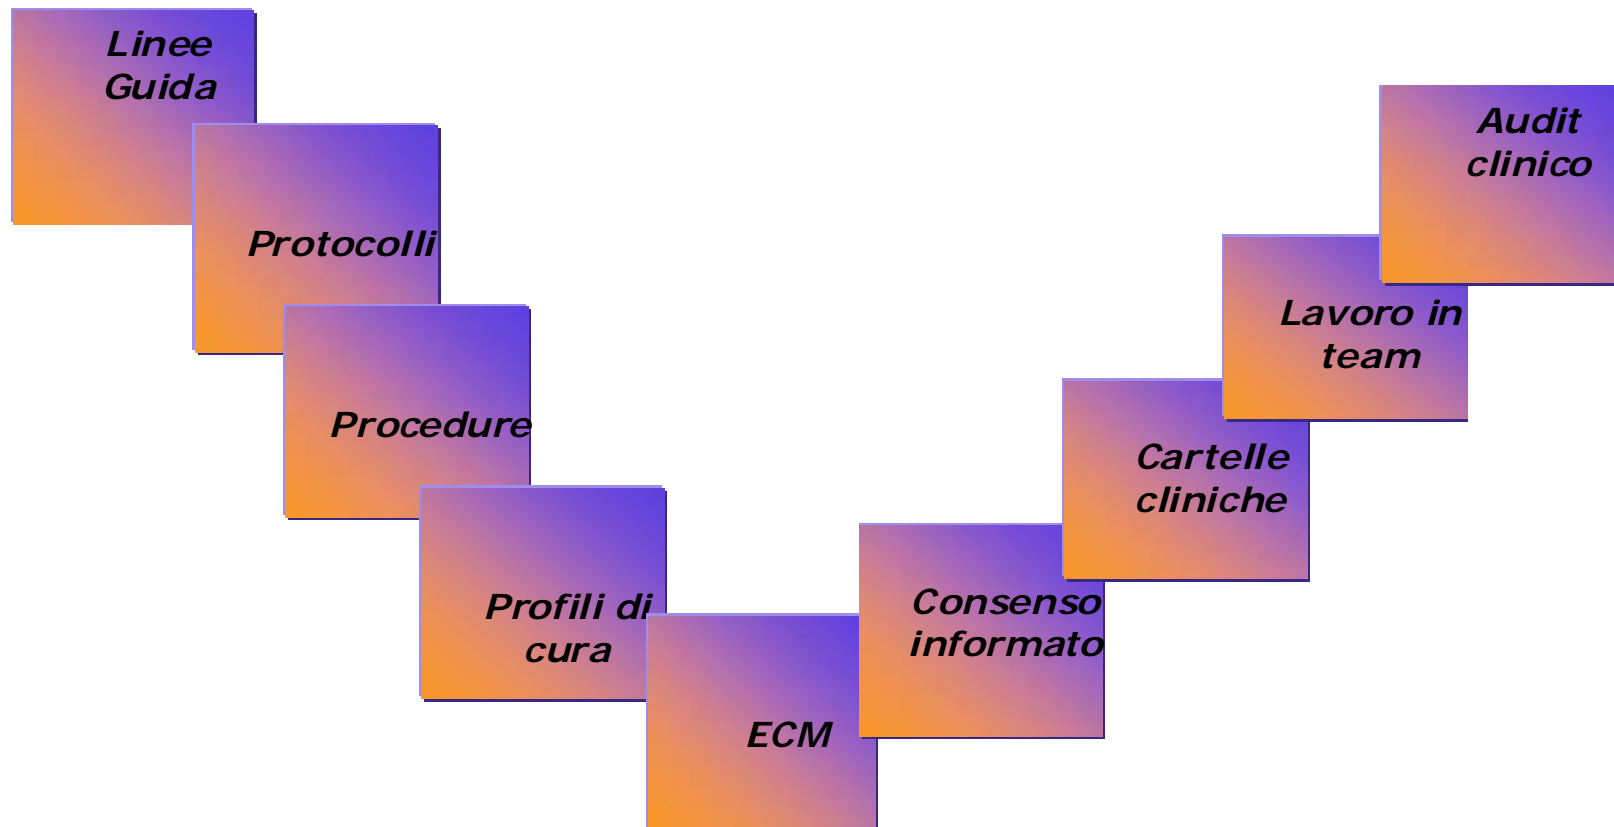 Linee
Guida
Protocolli
Procedure
Profili di
cura
ECM
Consenso
informato
Cartelle
cliniche
Lavoro in
team
Audit
clinico